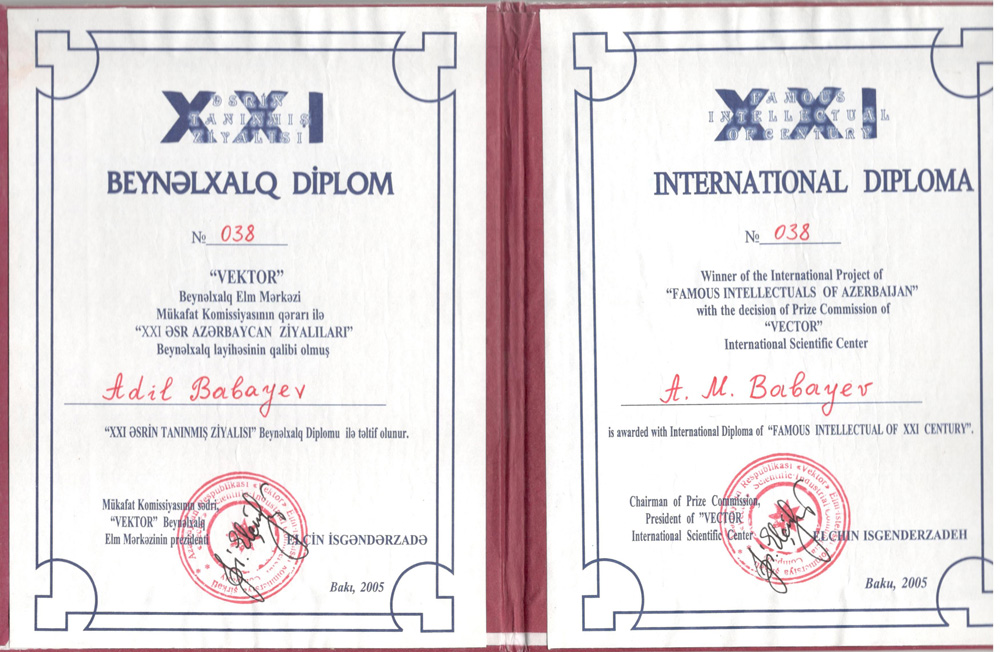 XXI
ƏSRİN
TANINMIŞ
ZİYALISI
BEYNƏLXALQ DİPLOM
№ 038
“VEKTOR”
Beynəlxalq Elm Mərkəzi
Mükafat Komissiyasının qərarı ilə
“XXI ƏSR AZƏRBAYCAN ZİYALILARI”
Beynəlxalq layihəsinin qalibi olmuş
Adil Babayev
“XXI ƏSRİN TANINMIŞ ZİYALISI” Beynəlxalq Diplomu ilə təltif olunur.
Mükafat Komissiyasının sədri,
“VEKTOR” Beynəlxalq
Elm Mərkəzinin prezidenti
ELÇİN İSGƏNDƏRZADƏ
Bakı, 2005
XXI
FAMOUS
INTELLECTUAL
OF CENTURY
INTERNATIONAL DIPLOMA
№ 038
Winner of the International Project of
“FAMOUS INTELLECTUALS OF AZERBAIJAN”
with the decision of Prize Commission of
“VECTOR”
International Scientific Center
A. M. Babayev
is awarded with International Diploma of “FAMOUS INTELLECTUAL OF XXI CENTURY”.
Chairman of Prize Commission,
President of "VECTOR
International Scientific Center
ELCHIN ISGENDERZADEH
Baku, 2005